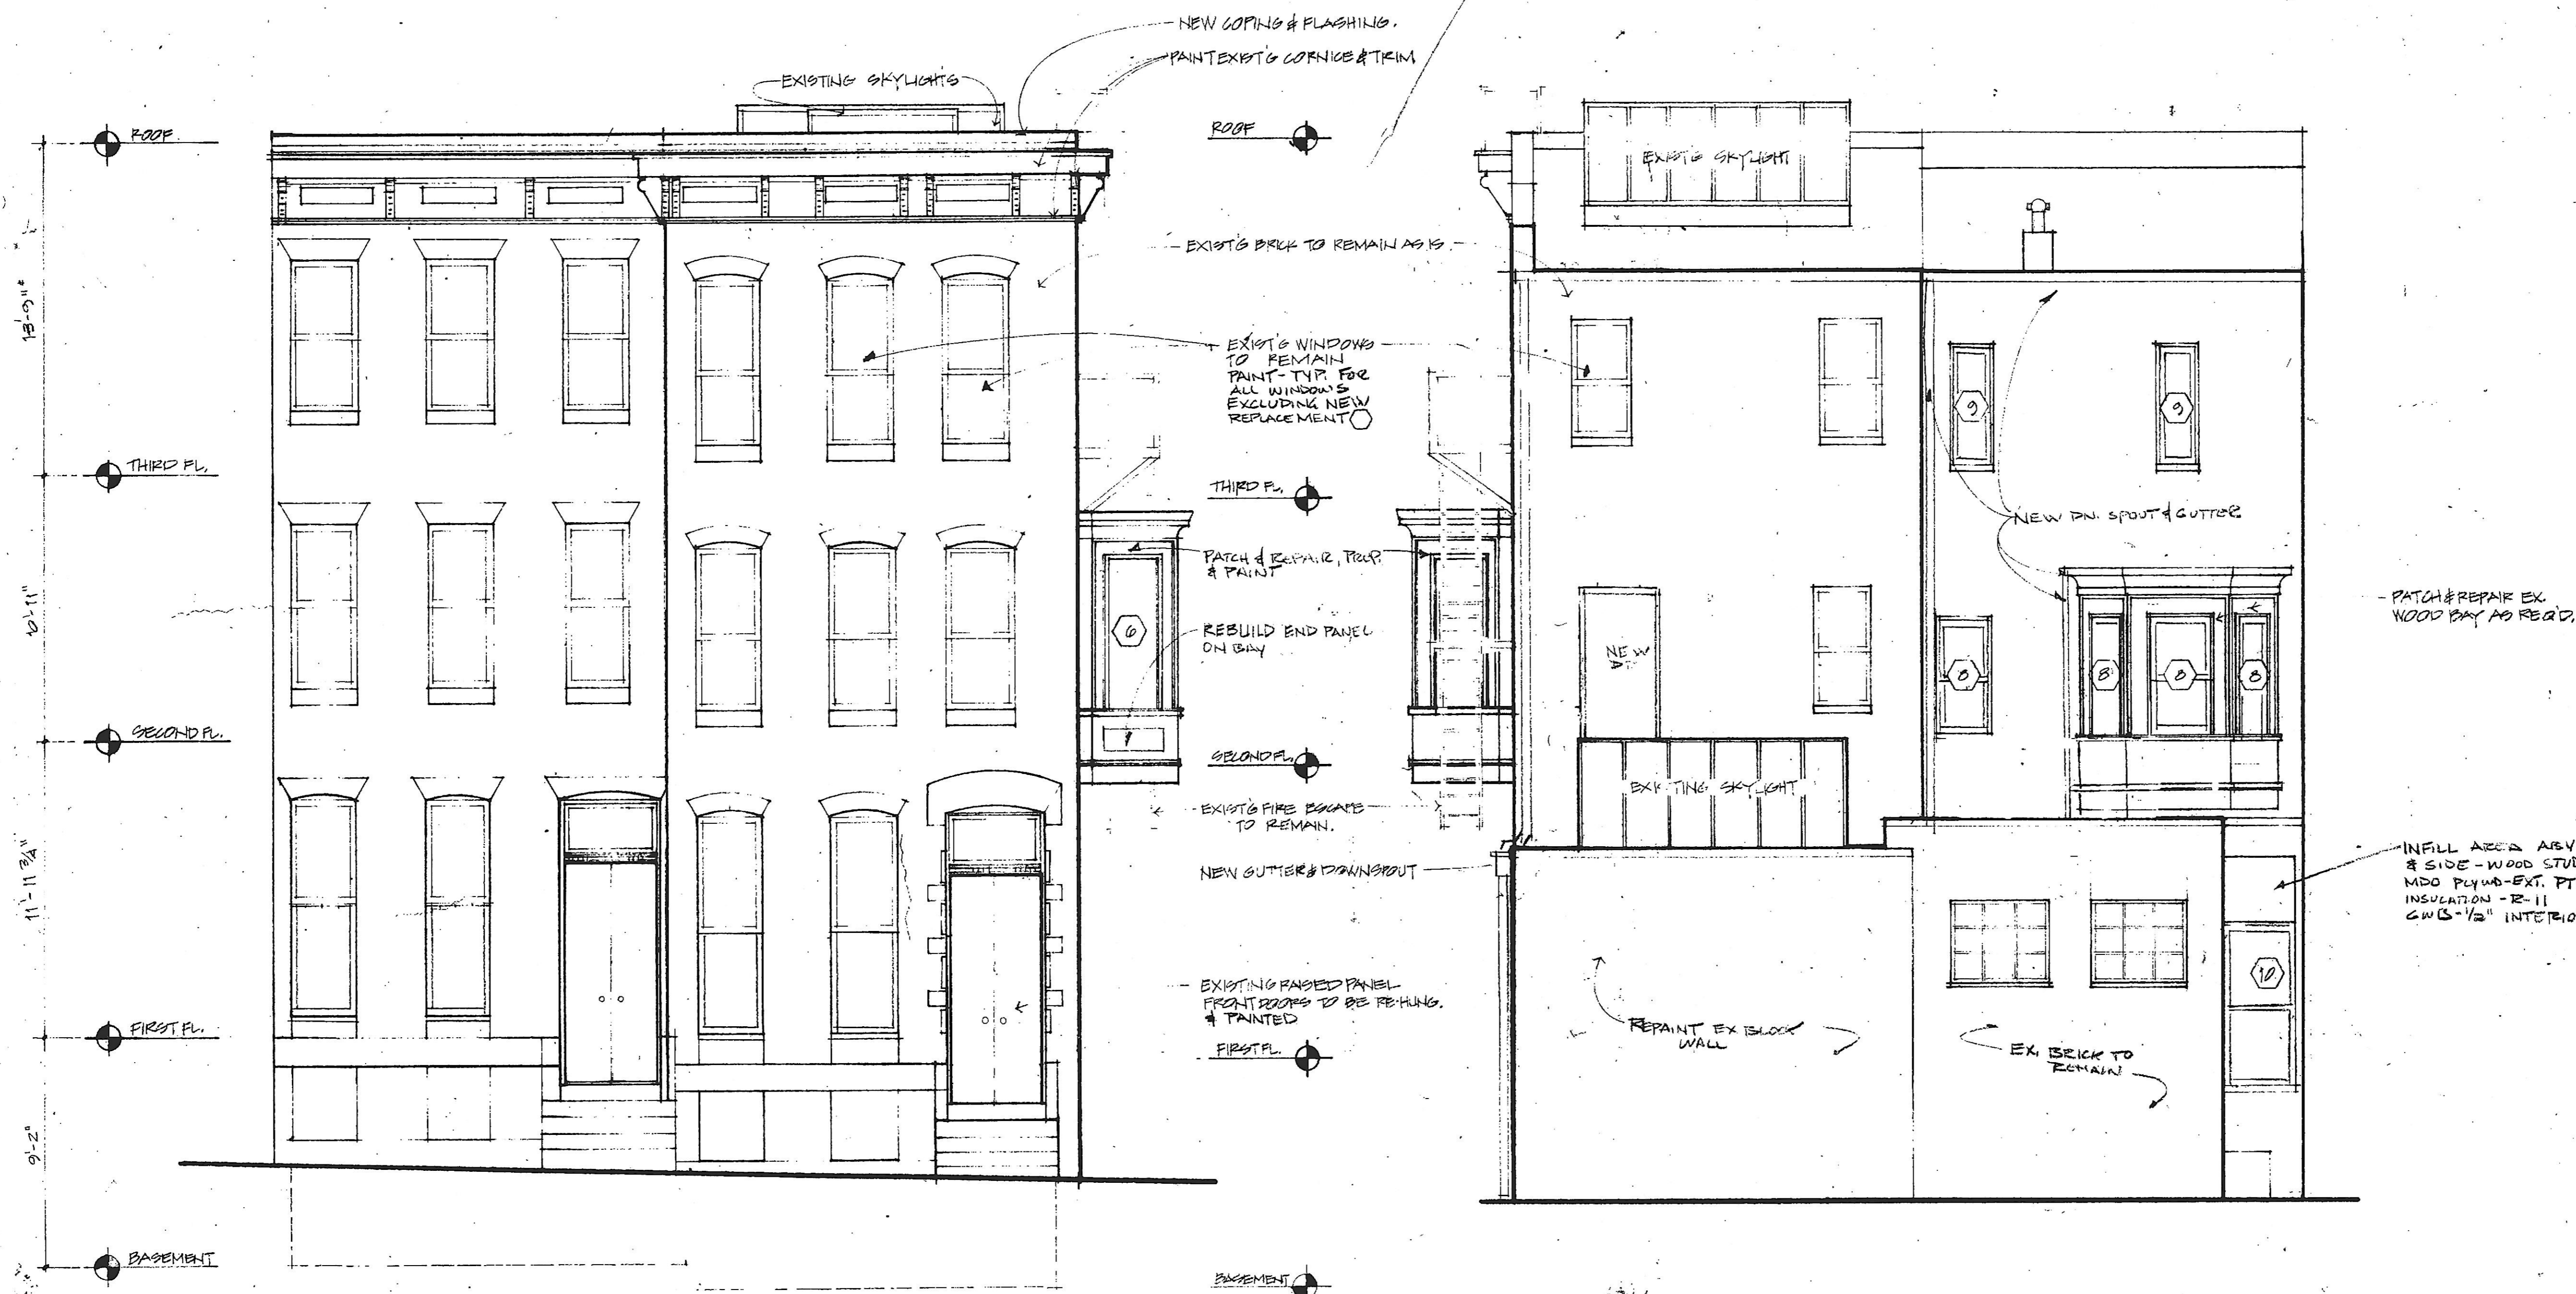 NEW COPING & FLASHING.
PAINT EXIST'G CORNICE & TRIM
EXISTING SKYLIGHTS
ROOF
THIRD FL.
SECOND FL.
FIRST FL.
BASEMENT
13'-9"±
10'-11"
11'-11 3/4"
9'-2"
ROOF
EXIST'G BRICK TO REMAIN AS IS.
EXIST'G WINDOWS
TO REMAIN
PAINT-TYP. FOR
ALL WINDOWS
EXCLUDING NEW
REPLACEMENT
THIRD FL.
PATCH & REPAIR, PREP.
& PAINT
6
REBUILD END PANEL
ON BAY
SECOND FL.
EXIST'G FIRE ESCAPE
TO REMAIN.
NEW GUTTER & DOWNSPOUT
EXISTING RAISED PANEL
FRONT DOORS TO BE RE-HUNG.
& PAINTED
FIRST FL.
BASEMENT
EXIST'G SKYLIGHT
9
9
NEW DN. SPOUT & GUTTER
NEW
8
8
8
8
EXISTING SKYLIGHT
PATCH & REPAIR EX.
WOOD BAY AS REQ'D.
INFILL AREA ABV
& SIDE - WOOD STU
MDO PLYWD-EXT. PT
INSULATION - R-11
GWB-1/2" INTERIO
10
REPAINT EX BLOCK
WALL
EX. BRICK TO
REMAIN